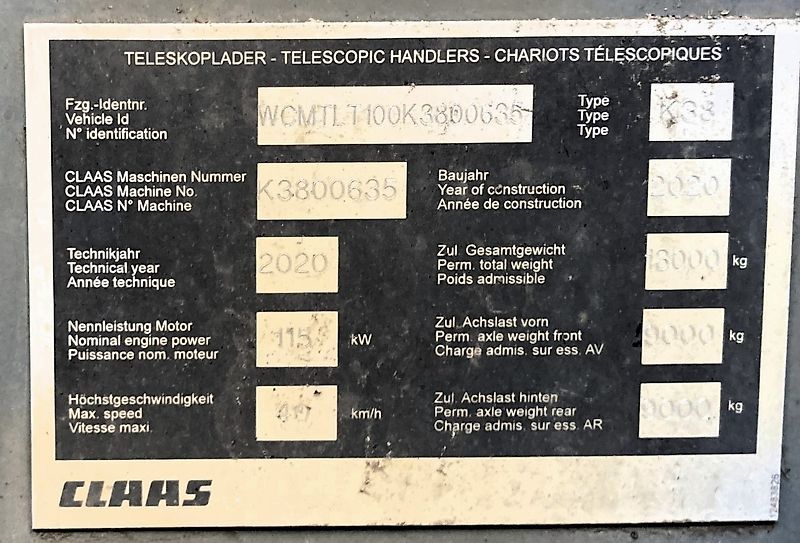 TELESKOPLADER - TELESCOPIC HANDLERS - CHARIOTS TÉLESCOPIQUES
Fzg.-Identnr.
Vehicle Id
N° identification
WCMTLT100K3800635
Type
Type
Type
K38
CLAAS Maschinen Nummer
CLAAS Machine No.
CLAAS N° Machine
K3800635
Baujahr
Year of construction
Année de construction
2020
Technikjahr
Technical year
Année technique
2020
Zul. Gesamtgewicht
Perm. total weight
Poids admissible
13000 kg
Nennleistung Motor
Nominal engine power
Puissance nom. moteur
115 kW
Zul. Achslast vorn
Perm. axle weight front
Charge admis. sur ess. AV
9000 kg
Höchstgeschwindigkeit
Max. speed
Vitesse maxi.
40 km/h
Zul. Achslast hinten
Perm. axle weight rear
Charge admis. sur ess. AR
9000 kg
CLAAS